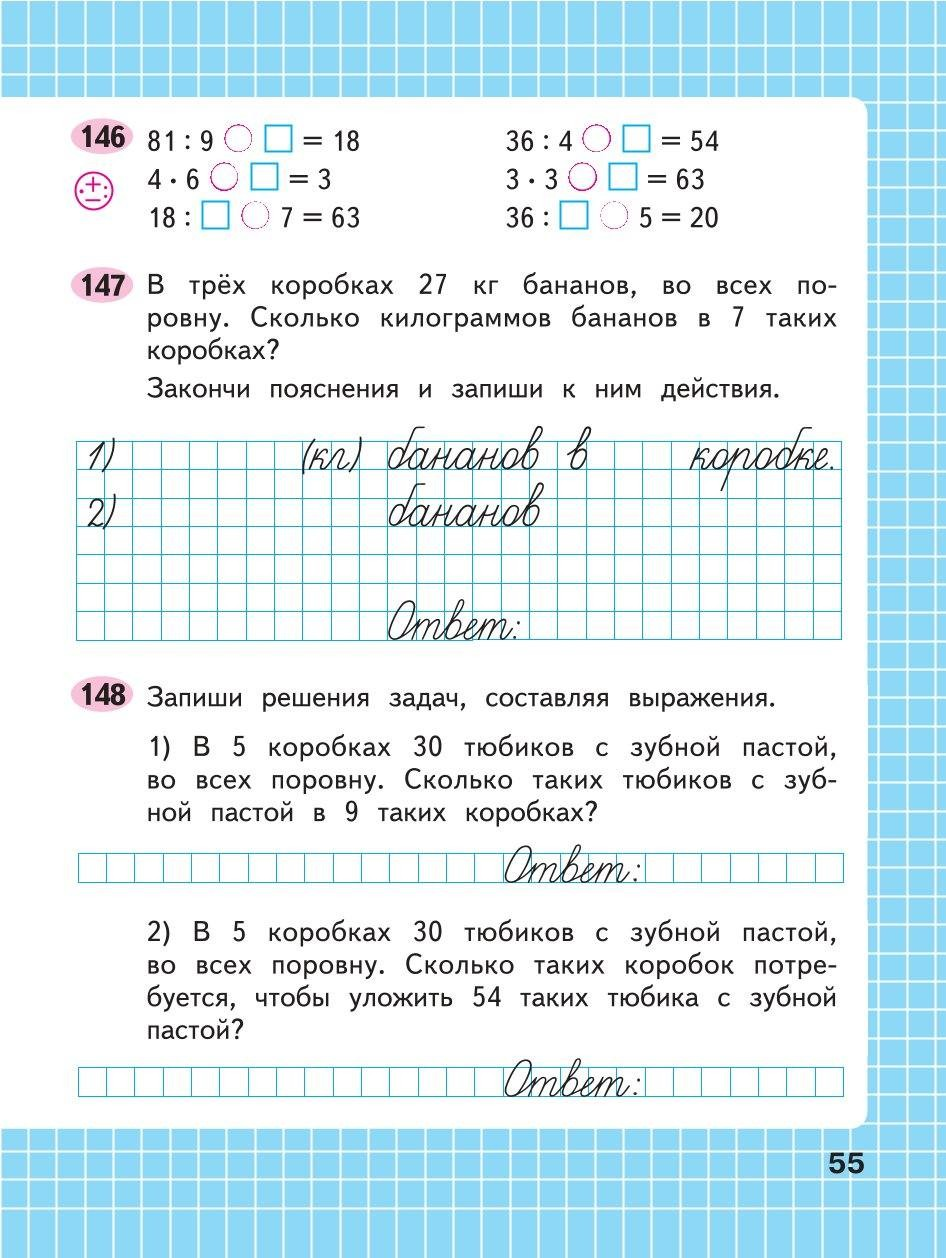 146 81 : 9 ○ □ = 18 36 : 4 ○ □ = 54
4 · 6 ○ □ = 3 3 · 3 ○ □ = 63
18 : □ ○ 7 = 63 36 : □ ○ 5 = 20
147 В трёх коробках 27 кг бананов, во всех по-
ровну. Сколько килограммов бананов в 7 таких
коробках?
Закончи пояснения и запиши к ним действия.
1) (кг) бананов в коробке.
2) бананов
Ответ:
148 Запиши решения задач, составляя выражения.
1) В 5 коробках 30 тюбиков с зубной пастой,
во всех поровну. Сколько таких тюбиков с зуб-
ной пастой в 9 таких коробках?
Ответ:
2) В 5 коробках 30 тюбиков с зубной пастой,
во всех поровну. Сколько таких коробок потре-
буется, чтобы уложить 54 таких тюбика с зубной
пастой?
Ответ:
55